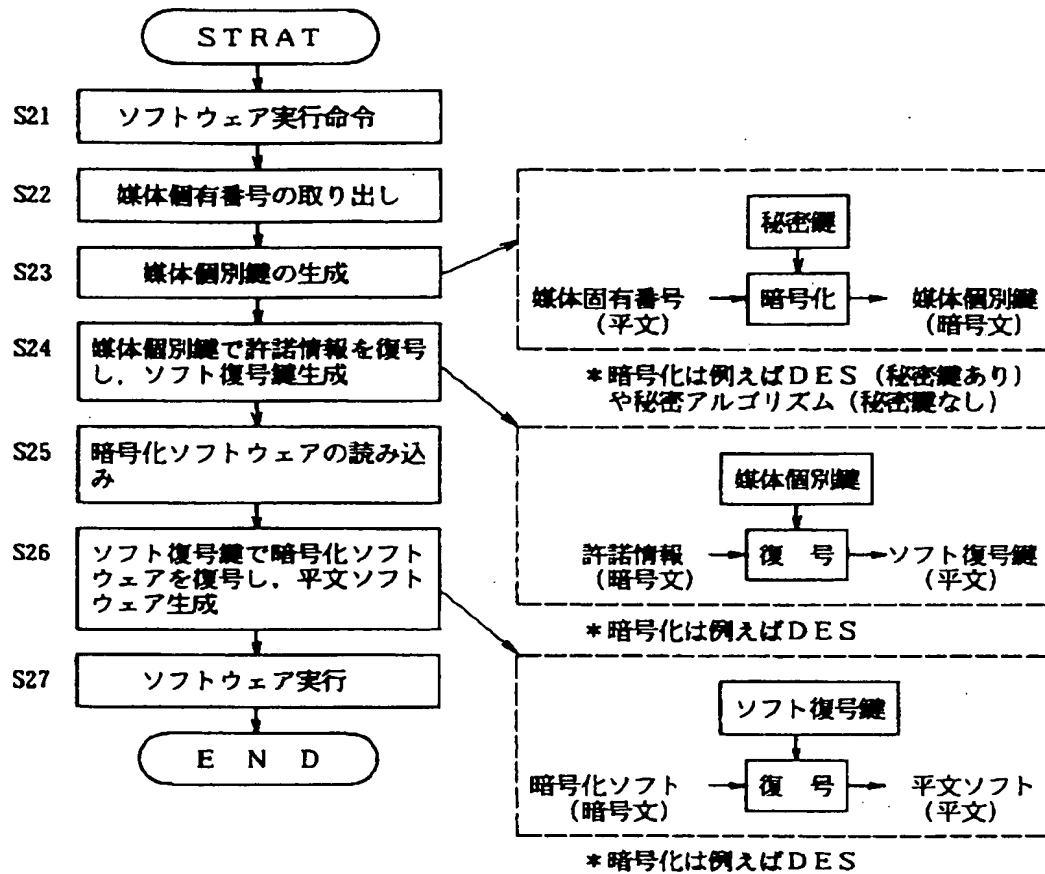 STRAT
S21
ソフトウェア実行命令
S22
媒体個有番号の取り出し
S23
媒体個別鍵の生成
S24
媒体個別鍵で許諾情報を復号
し，ソフト復号鍵生成
S25
暗号化ソフトウェアの読み込
み
S26
ソフト復号鍵で暗号化ソフト
ウェアを復号し，平文ソフト
ウェア生成
S27
ソフトウェア実行
END
秘密鍵
媒体固有番号
（平文）
暗号化
媒体個別鍵
（暗号文）
＊暗号化は例えばDES（秘密鍵あり）
や秘密アルゴリズム（秘密鍵なし）
媒体個別鍵
許諾情報
（暗号文）
復　号
ソフト復号鍵
（平文）
＊暗号化は例えばDES
ソフト復号鍵
暗号化ソフト
（暗号文）
復　号
平文ソフト
（平文）
＊暗号化は例えばDES